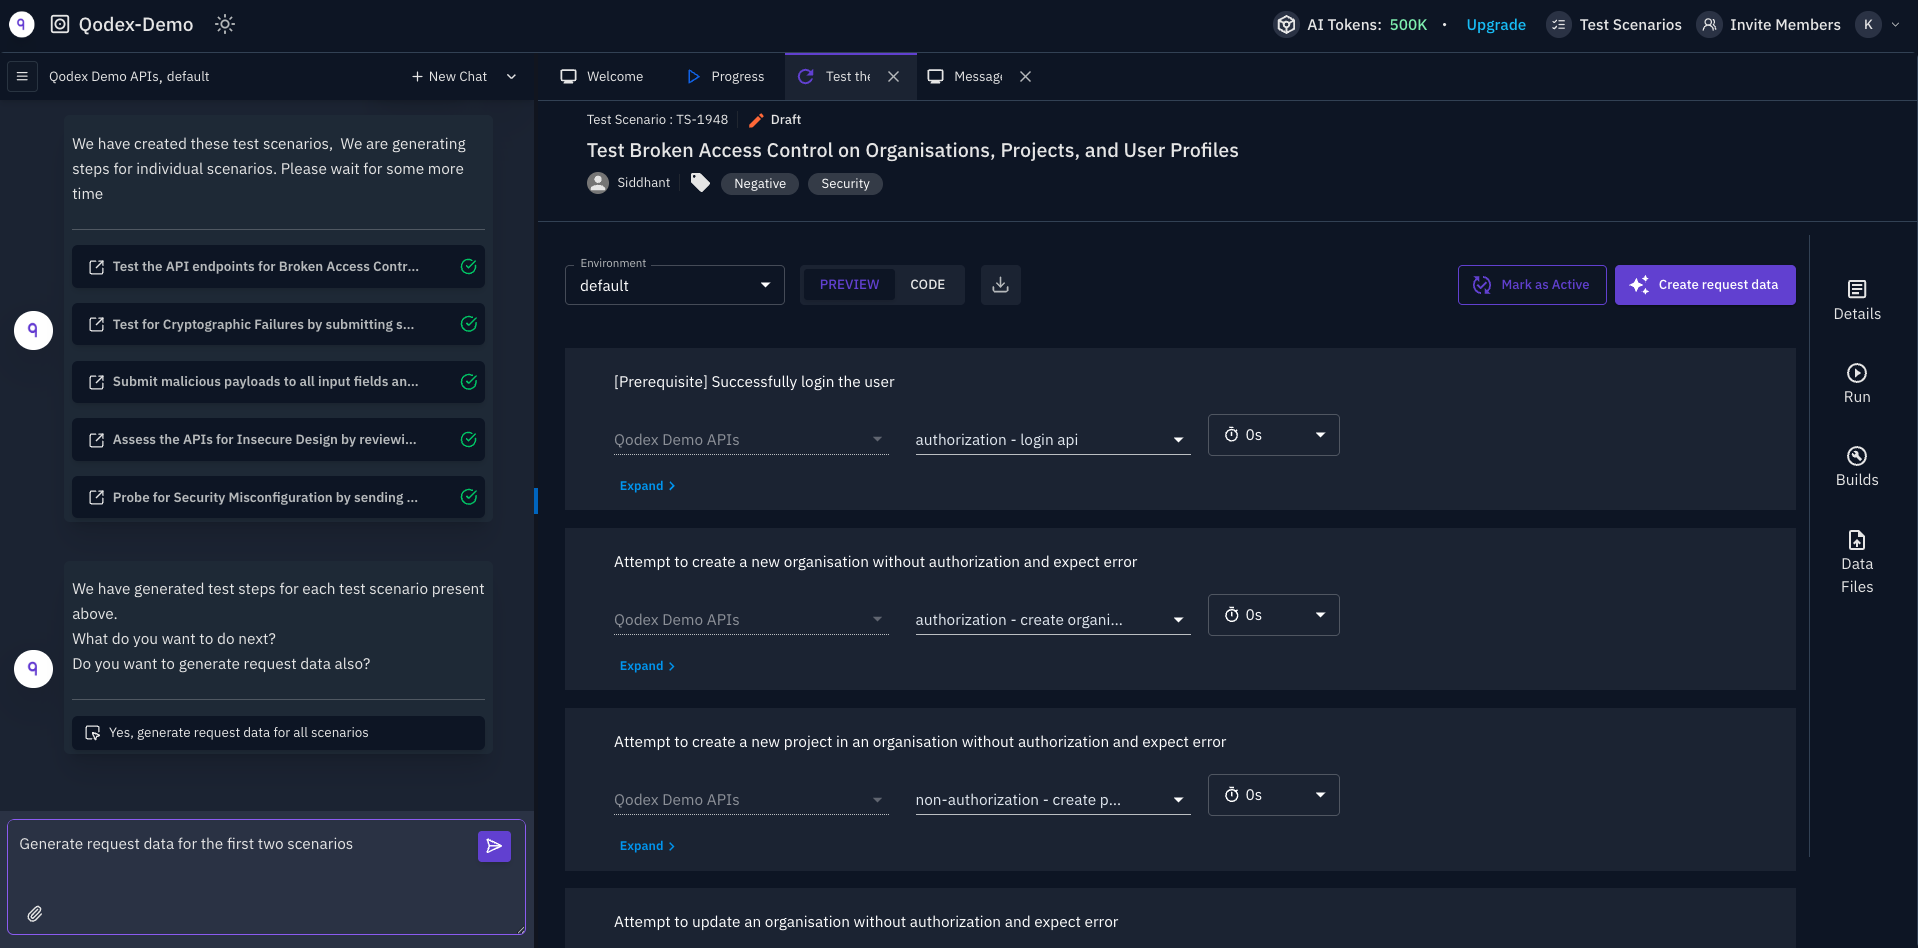 q Qodex-Demo
AI Tokens: 500K • Upgrade Test Scenarios Invite Members K
Qodex Demo APIs, default
+ New Chat
Welcome
Progress
Test the
Message
We have created these test scenarios, We are generating
steps for individual scenarios. Please wait for some more
time
Test the API endpoints for Broken Access Contr...
Test for Cryptographic Failures by submitting s...
q
Submit malicious payloads to all input fields an...
Assess the APIs for Insecure Design by reviewi...
Probe for Security Misconfiguration by sending ...
We have generated test steps for each test scenario present
above.
What do you want to do next?
Do you want to generate request data also?
q
Yes, generate request data for all scenarios
Generate request data for the first two scenarios
Test Scenario : TS-1948
Draft
Test Broken Access Control on Organisations, Projects, and User Profiles
Siddhant
Negative
Security
Environment
default
PREVIEW
CODE
Mark as Active
Create request data
[Prerequisite] Successfully login the user
Qodex Demo APIs
authorization - login api
0s
Expand
Attempt to create a new organisation without authorization and expect error
Qodex Demo APIs
authorization - create organi...
0s
Expand
Attempt to create a new project in an organisation without authorization and expect error
Qodex Demo APIs
non-authorization - create p...
0s
Expand
Attempt to update an organisation without authorization and expect error
Details
Run
Builds
Data
Files